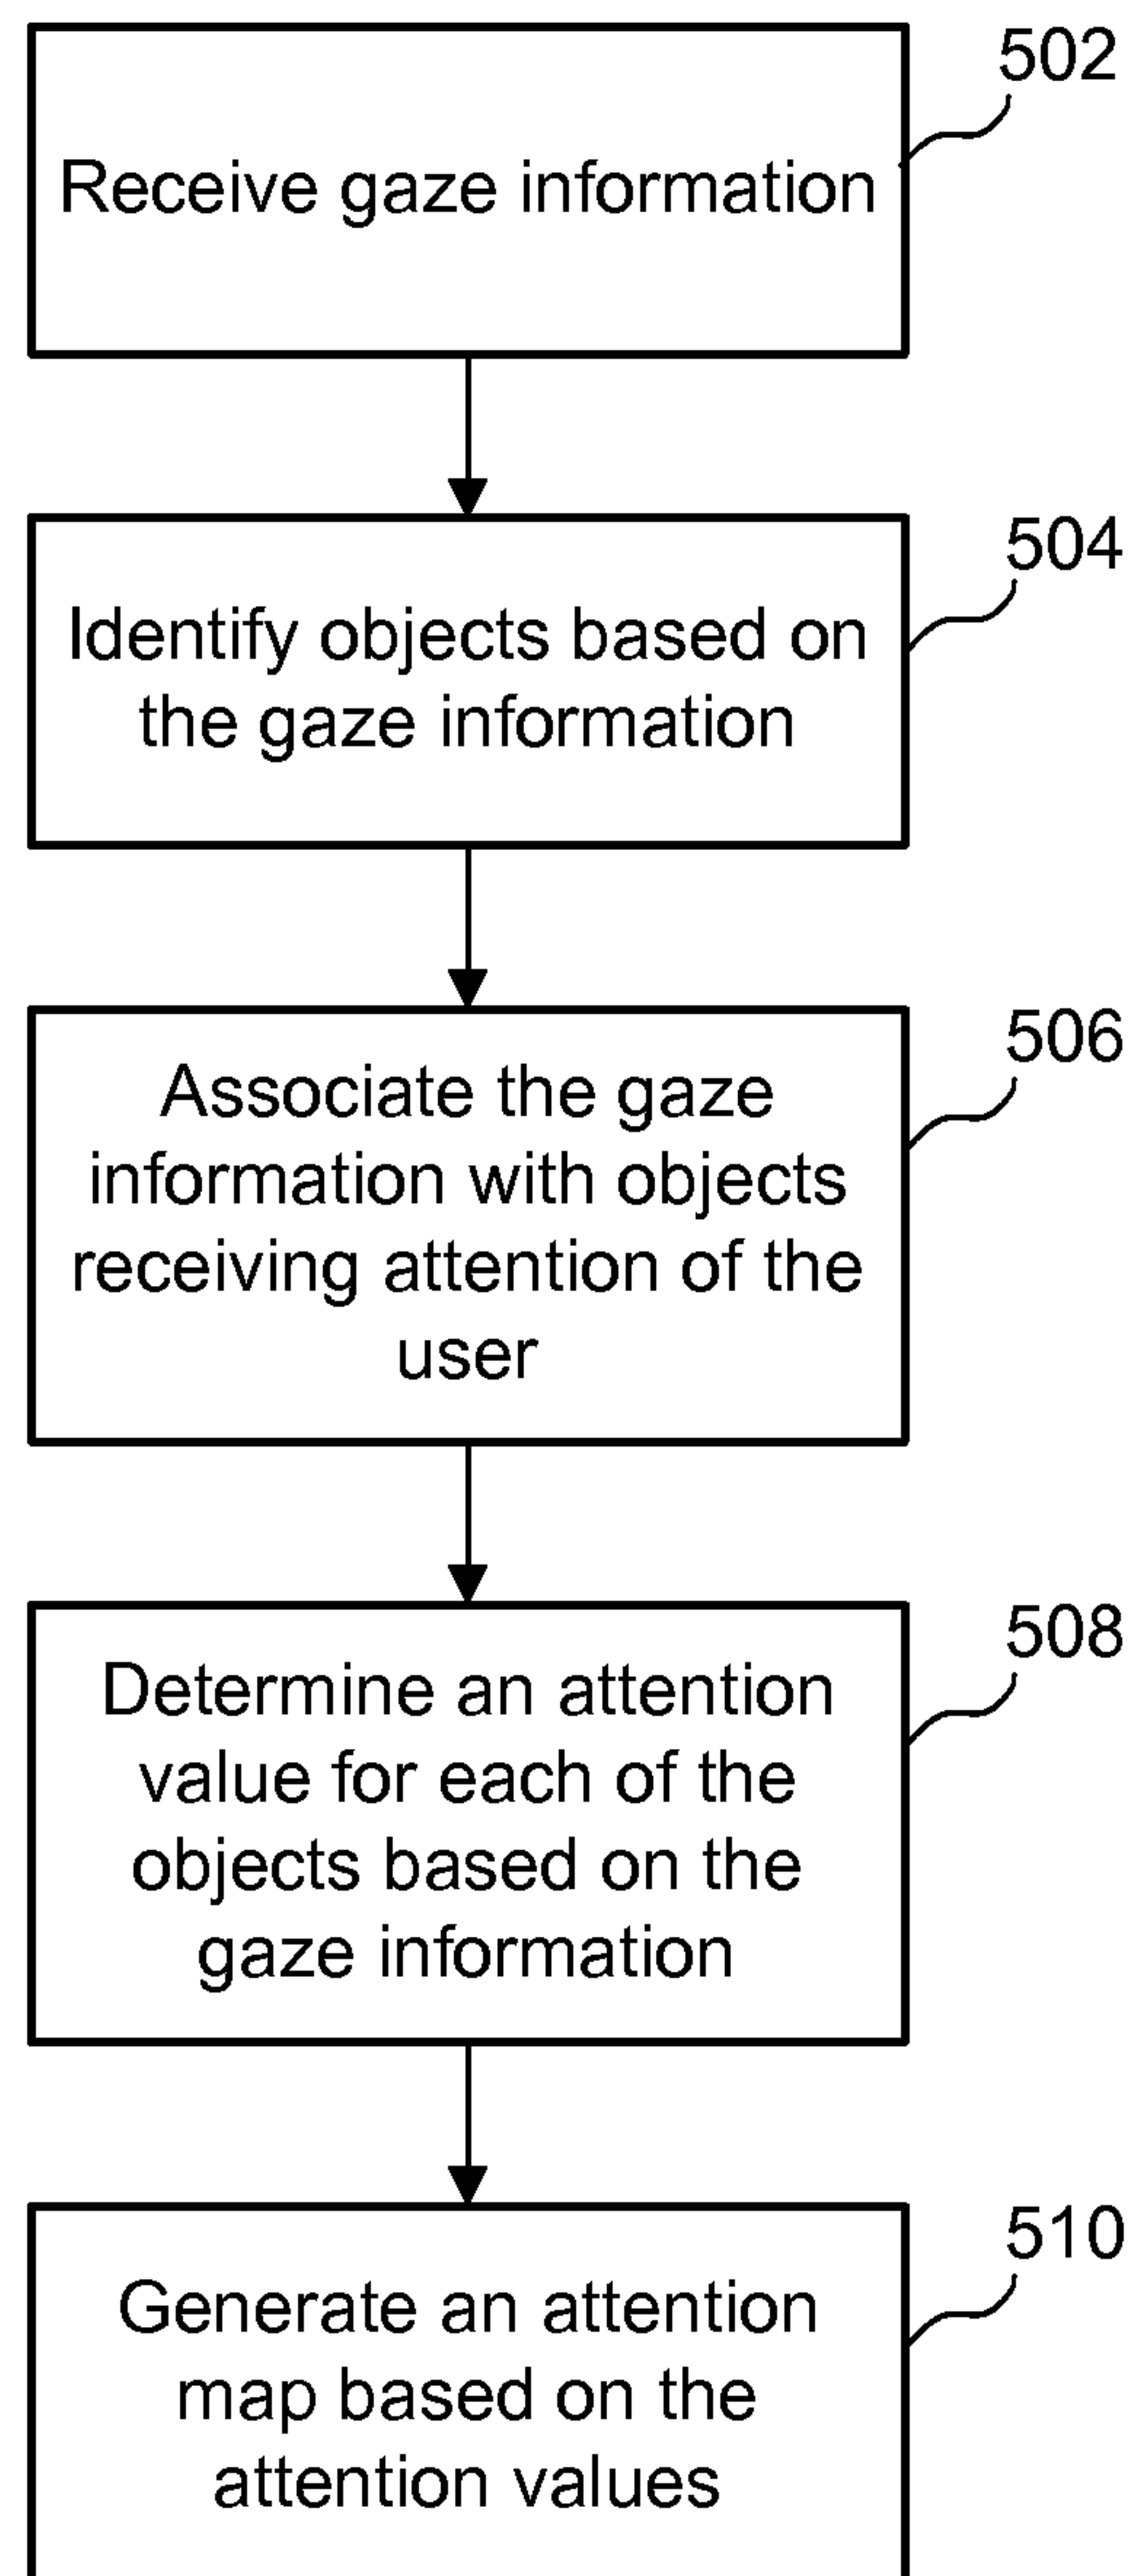 502
Receive gaze information
504
Identify objects based on
the gaze information
506
Associate the gaze
information with objects
receiving attention of the
user
508
Determine an attention
value for each of the
objects based on the
gaze information
510
Generate an attention
map based on the
attention values